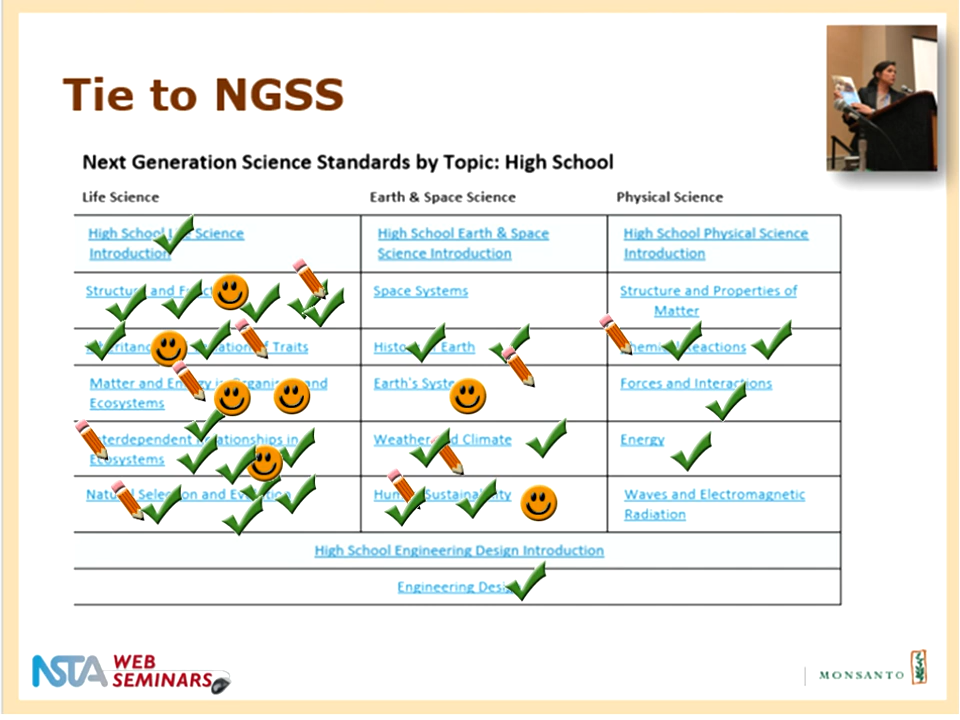 Tie to NGSS
Next Generation Science Standards by Topic: High School
Life Science
Earth & Space Science
Physical Science
High School Life Science
Introduction
High School Earth & Space
Science Introduction
High School Physical Science
Introduction
Structure and Function
Space Systems
Structure and Properties of
Matter
Inheritance and Variation of Traits
History of Earth
Chemical Reactions
Matter and Energy in Organisms and
Ecosystems
Earth's Systems
Forces and Interactions
Interdependent Relationships in
Ecosystems
Weather and Climate
Energy
Natural Selection and Evolution
Human Sustainability
Waves and Electromagnetic
Radiation
High School Engineering Design Introduction
Engineering Design
NSTA WEB
SEMINARS
MONSANTO